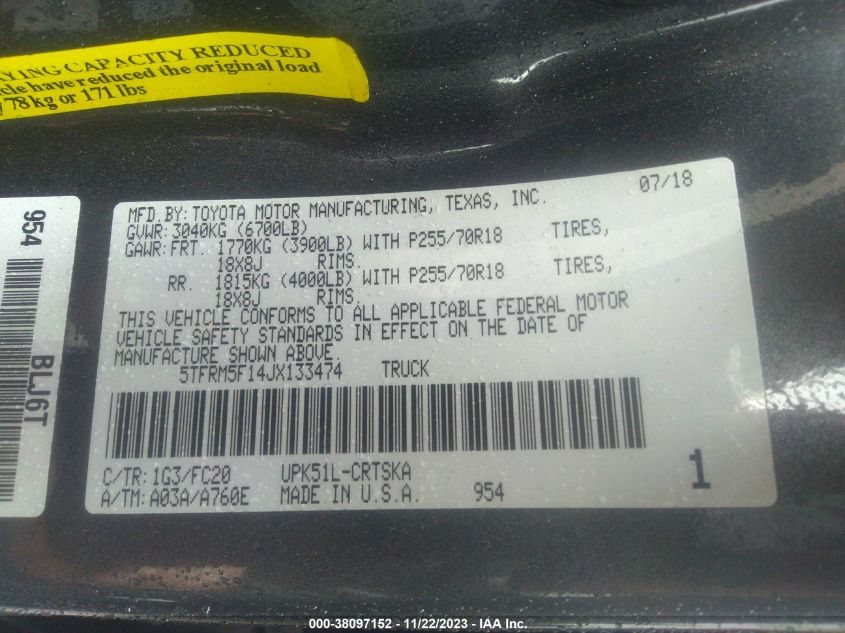 YING CAPACITY REDUCED
cle have reduced the original load
78 kg or 171 lbs
954
BLJ6T
07/18
MFD.BY: TOYOTA MOTOR MANUFACTURING, TEXAS, INC.
GVWR: 3040KG (6700LB)
GAWR: FRT. 1770KG (3900LB) WITH P255/70R18 TIRES,
18X8J RIMS.
RR. 1815KG (4000LB) WITH P255/70R18 TIRES,
18X8J RIMS.
THIS VEHICLE CONFORMS TO ALL APPLICABLE FEDERAL MOTOR
VEHICLE SAFETY STANDARDS IN EFFECT ON THE DATE OF
MANUFACTURE SHOWN ABOVE.
5TFRM5F14JX133474 TRUCK
C/TR: 1G3/FC20 UPK51L-CRTSKA
A/TM: A03A/A760E MADE IN U.S.A. 954
1
000-38097152 - 11/22/2023 - IAA Inc.